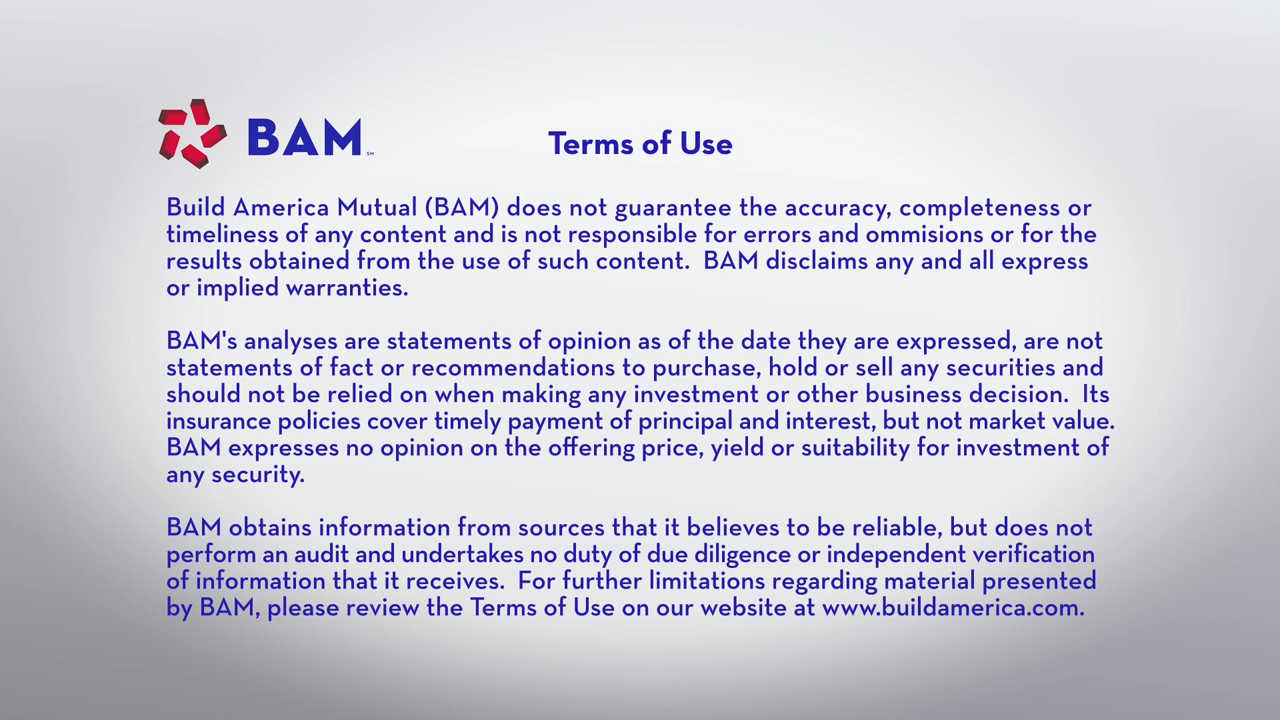 BAM SM
Terms of Use
Build America Mutual (BAM) does not guarantee the accuracy, completeness or
timeliness of any content and is not responsible for errors and ommisions or for the
results obtained from the use of such content.  BAM disclaims any and all express
or implied warranties.
BAM's analyses are statements of opinion as of the date they are expressed, are not
statements of fact or recommendations to purchase, hold or sell any securities and
should not be relied on when making any investment or other business decision.  Its
insurance policies cover timely payment of principal and interest, but not market value.
BAM expresses no opinion on the offering price, yield or suitability for investment of
any security.
BAM obtains information from sources that it believes to be reliable, but does not
perform an audit and undertakes no duty of due diligence or independent verification
of information that it receives.  For further limitations regarding material presented
by BAM, please review the Terms of Use on our website at www.buildamerica.com.